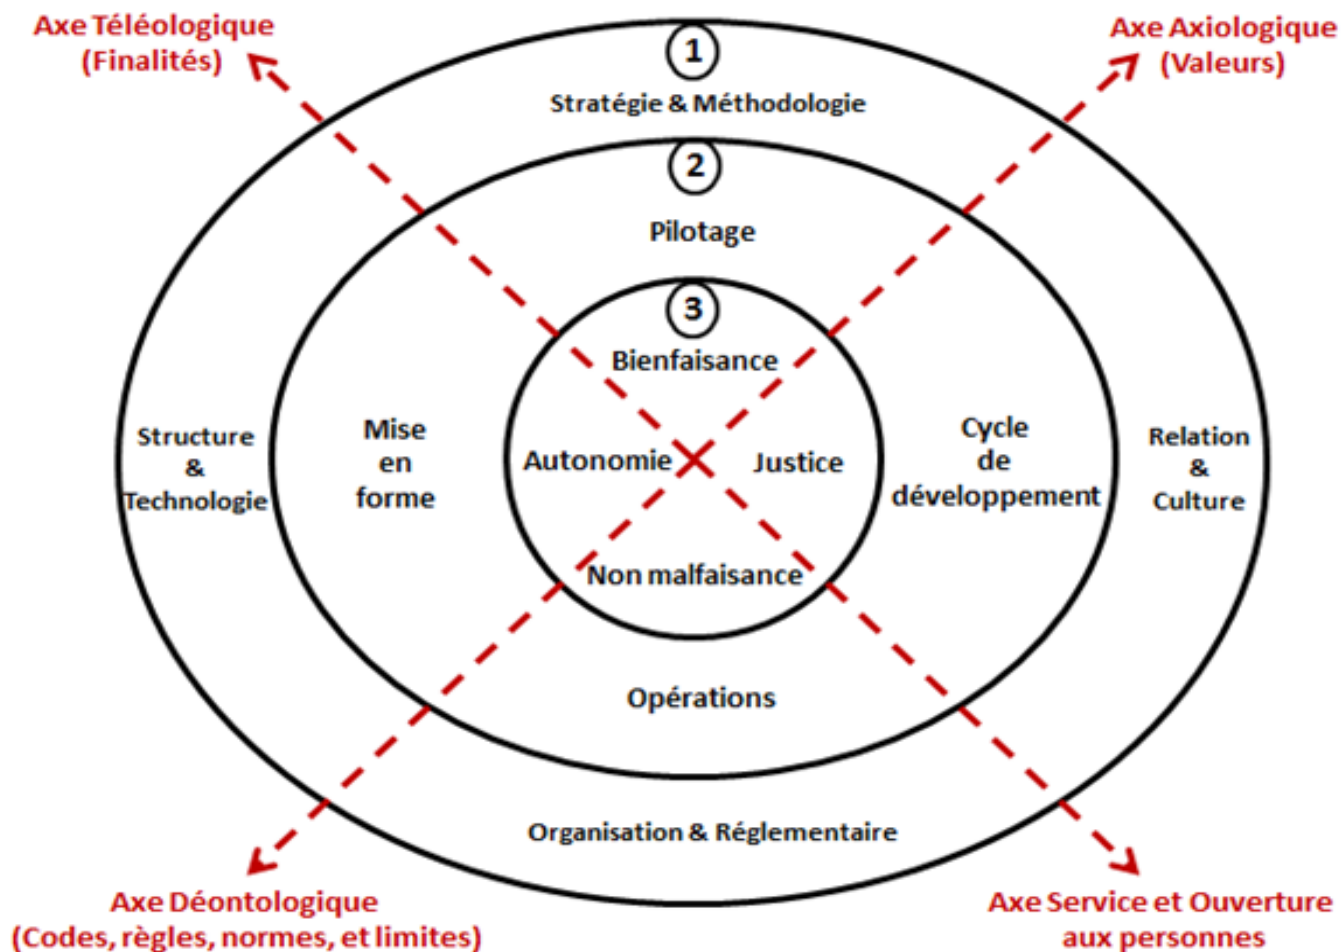 Axe Téléologique
(Finalités)
Axe Axiologique
(Valeurs)
1
Stratégie & Méthodologie
2
Pilotage
3
Bienfaisance
Structure
&
Technologie
Mise
en
forme
Autonomie
Justice
Cycle
de
développement
Relation
&
Culture
Non malfaisance
Opérations
Organisation & Réglementaire
Axe Déontologique
(Codes, règles, normes, et limites)
Axe Service et Ouverture
aux personnes